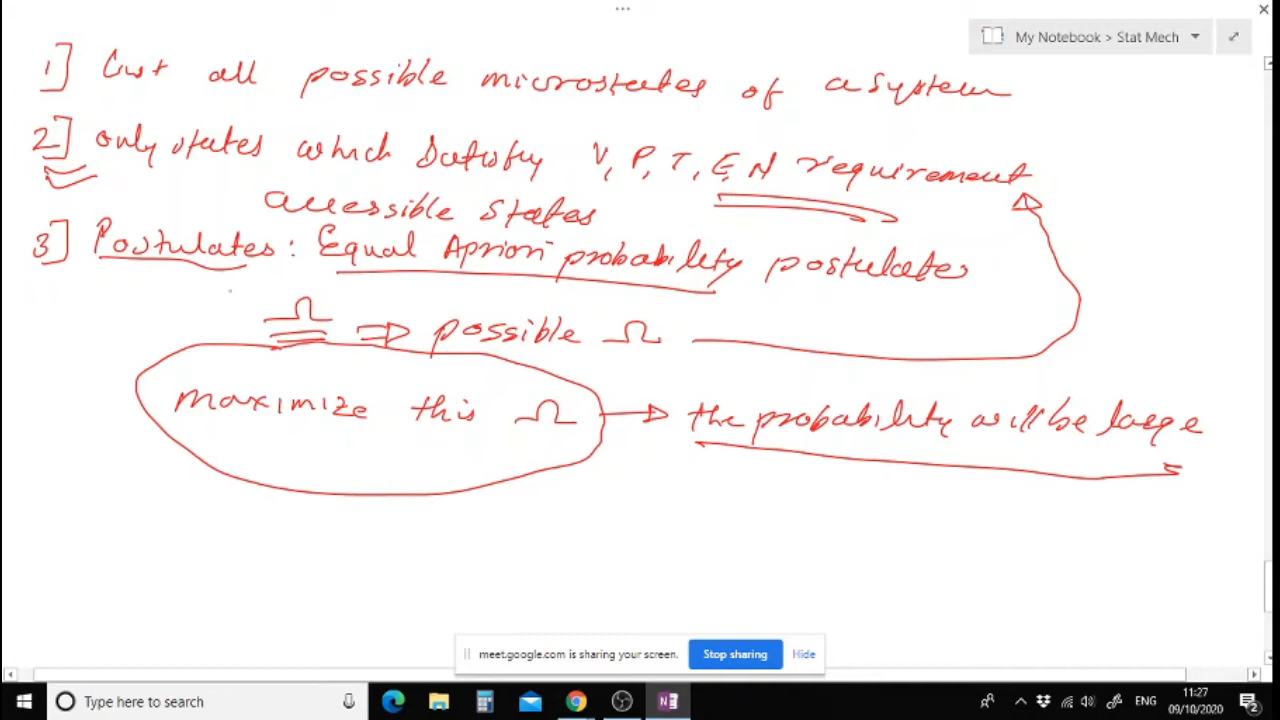 ...
My Notebook > Stat Mech
1] List all possible microstates of a system
2] only states which satisfy V, P, T, E, N requirement
accessible states
3] Postulates : Equal Apriori probability postulates
Ω ⇒ possible Ω
maximize this Ω → the probability will be large
meet.google.com is sharing your screen. Stop sharing Hide
Type here to search
ENG
11:27
09/10/2020
2